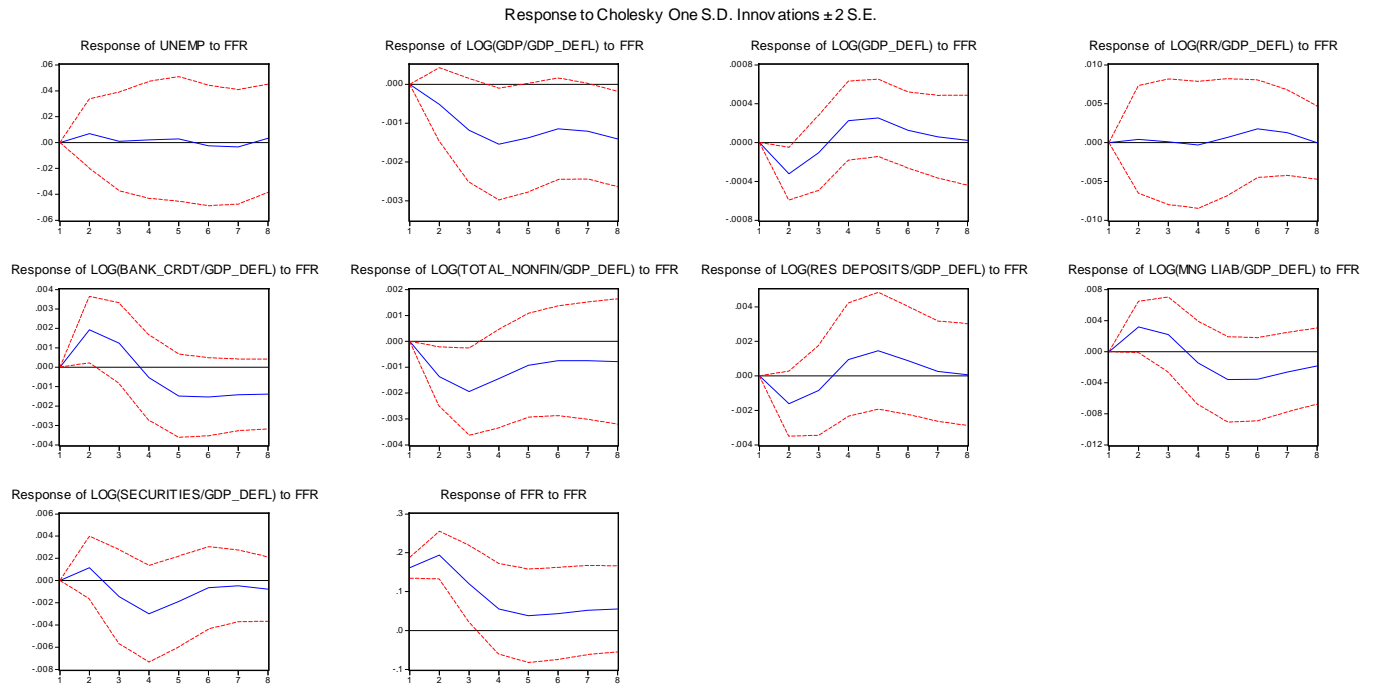 Response to Cholesky One S.D. Innovations ± 2 S.E.
Response of UNEMP to FFR
.06
.04
.02
.00
-.02
-.04
-.06
1 2 3 4 5 6 7 8
Response of LOG(GDP/GDP_DEFL) to FFR
.000
-.001
-.002
-.003
1 2 3 4 5 6 7 8
Response of LOG(GDP_DEFL) to FFR
.0008
.0004
.0000
-.0004
-.0008
1 2 3 4 5 6 7 8
Response of LOG(RR/GDP_DEFL) to FFR
.010
.005
.000
-.005
-.010
1 2 3 4 5 6 7 8
Response of LOG(BANK_CRDT/GDP_DEFL) to FFR
.004
.003
.002
.001
.000
-.001
-.002
-.003
-.004
1 2 3 4 5 6 7 8
Response of LOG(TOTAL_NONFIN/GDP_DEFL) to FFR
.002
.001
.000
-.001
-.002
-.003
-.004
1 2 3 4 5 6 7 8
Response of LOG(RES DEPOSITS/GDP_DEFL) to FFR
.004
.002
.000
-.002
-.004
1 2 3 4 5 6 7 8
Response of LOG(MNG LIAB/GDP_DEFL) to FFR
.008
.004
.000
-.004
-.008
-.012
1 2 3 4 5 6 7 8
Response of LOG(SECURITIES/GDP_DEFL) to FFR
.006
.004
.002
.000
-.002
-.004
-.006
-.008
1 2 3 4 5 6 7 8
Response of FFR to FFR
.3
.2
.1
.0
-.1
1 2 3 4 5 6 7 8